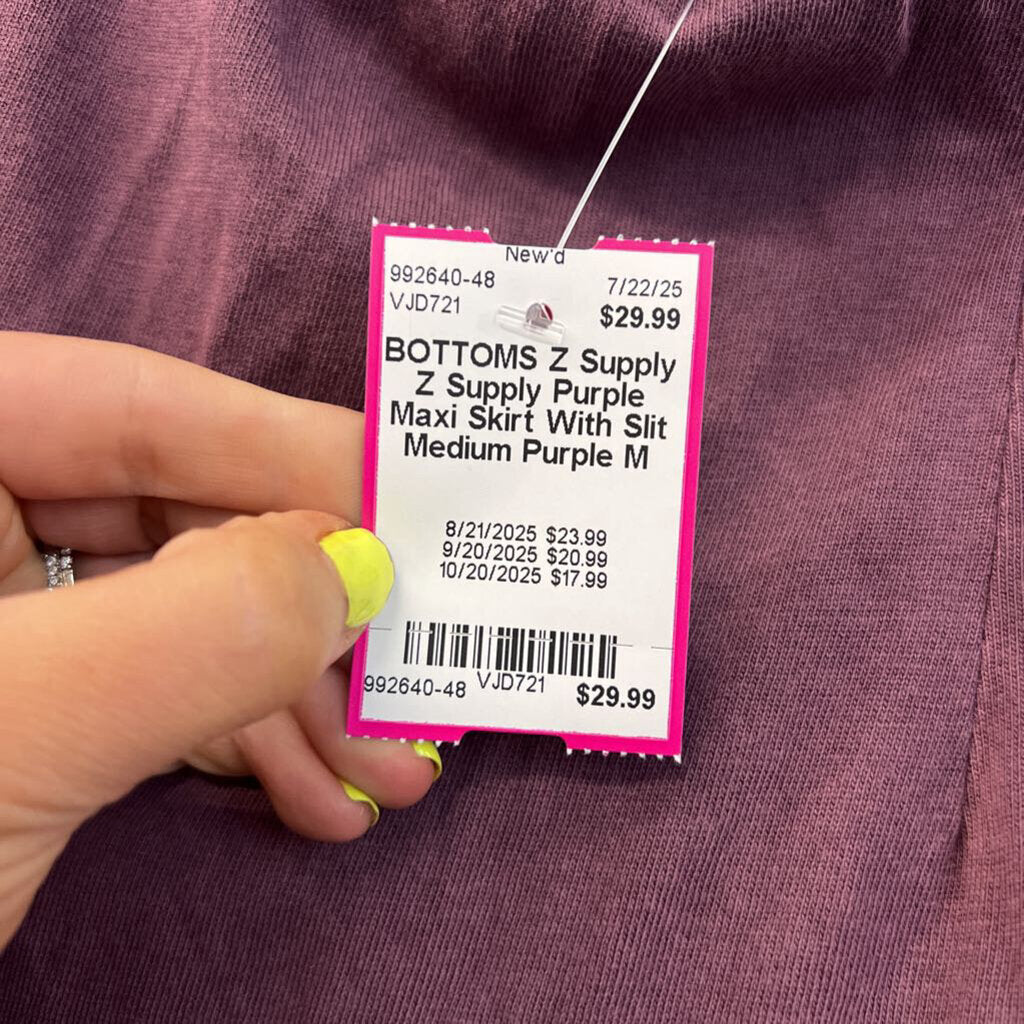 New'd
992640-48 7/22/25
VJD721 $29.99
BOTTOMS Z Supply
Z Supply Purple
Maxi Skirt With Slit
Medium Purple M
8/21/2025 $23.99
9/20/2025 $20.99
10/20/2025 $17.99
992640-48 VJD721 $29.99